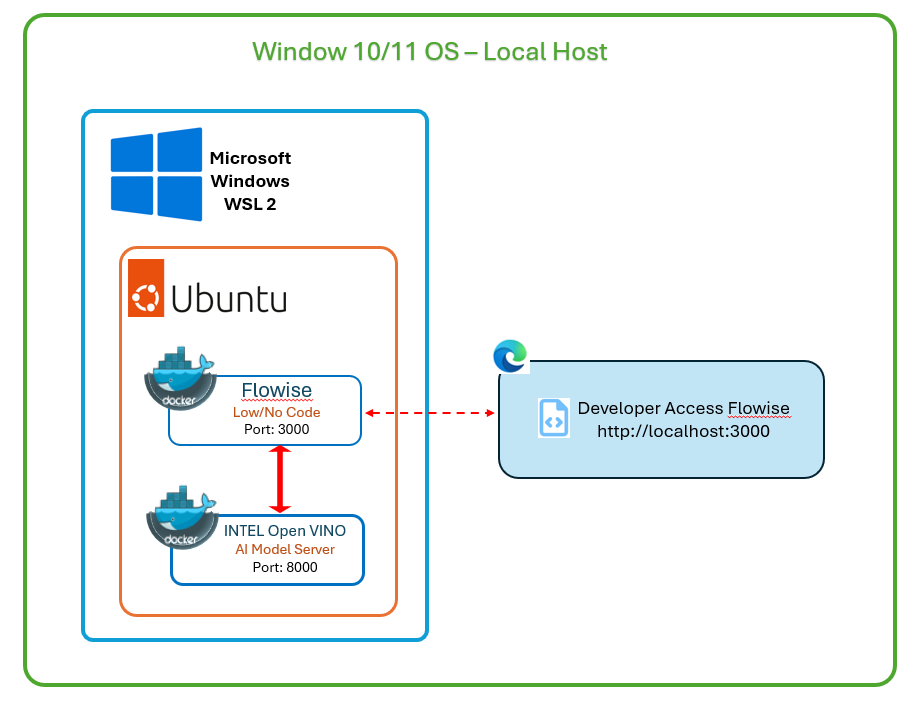 Window 10/11 OS – Local Host
Microsoft
Windows
WSL 2
Ubuntu
docker
Flowise
Low/No Code
Port: 3000
Developer Access Flowise
http://localhost:3000
docker
INTEL Open VINO
AI Model Server
Port: 8000